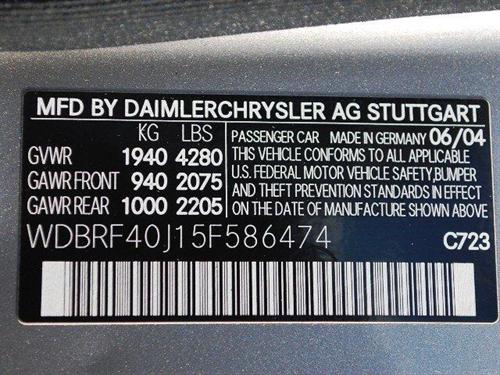 MFD BY DAIMLERCHRYSLER AG STUTTGART
KG LBS
GVWR 1940 4280
GAWR FRONT 940 2075
GAWR REAR 1000 2205
PASSENGER CAR MADE IN GERMANY 06/04
THIS VEHICLE CONFORMS TO ALL APPLICABLE
U.S. FEDERAL MOTOR VEHICLE SAFETY,BUMPER
AND THEFT PREVENTION STANDARDS IN EFFECT
ON THE DATE OF MANUFACTURE SHOWN ABOVE.
WDBRF40J15F586474 C723